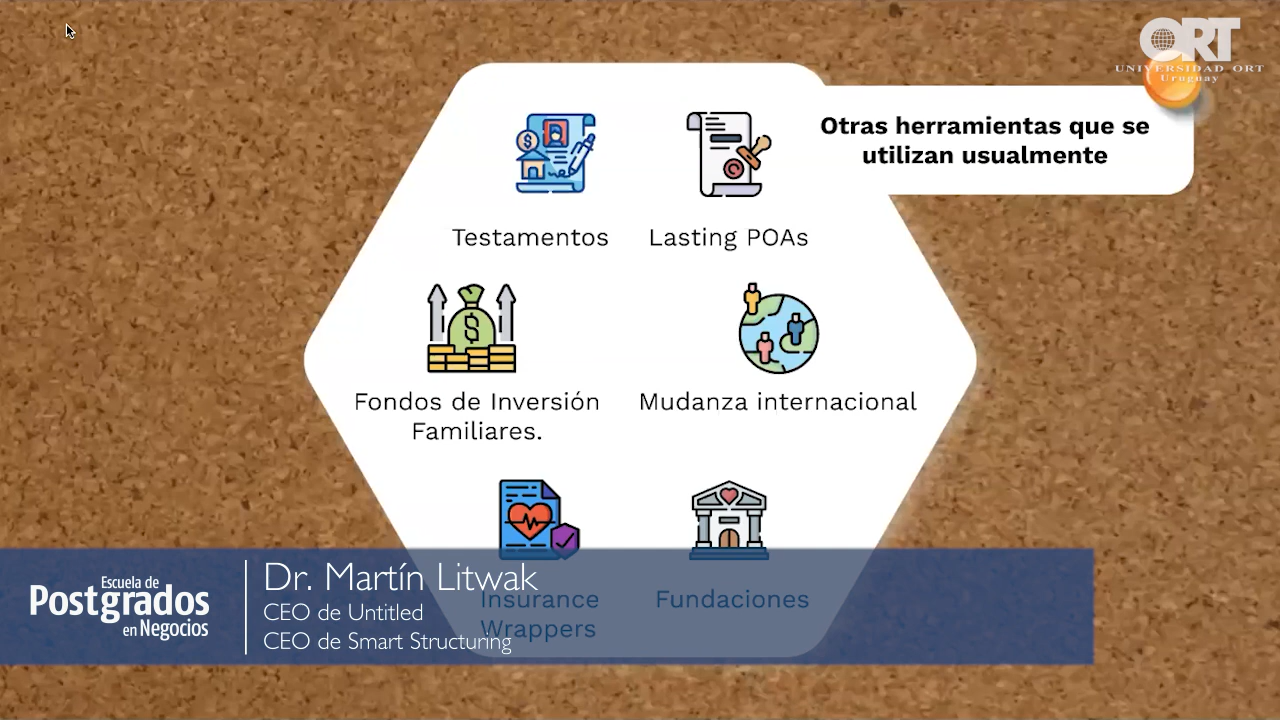 ORT
UNIVERSIDAD ORT
Uruguay
Otras herramientas que se
utilizan usualmente
Testamentos
Lasting POAs
Fondos de Inversión
Familiares.
Mudanza internacional
Insurance
Wrappers
Fundaciones
Escuela de
Postgrados
en Negocios
Dr. Martín Litwak
CEO de Untitled
CEO de Smart Structuring